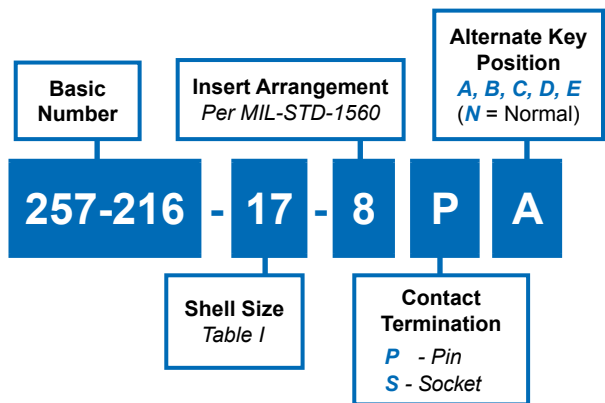 Basic
Number
Insert Arrangement
Per MIL-STD-1560
Alternate Key
Position
A, B, C, D, E
(N = Normal)
257-216 - 17 - 8 P A
Shell Size
Table I
Contact
Termination
P - Pin
S - Socket